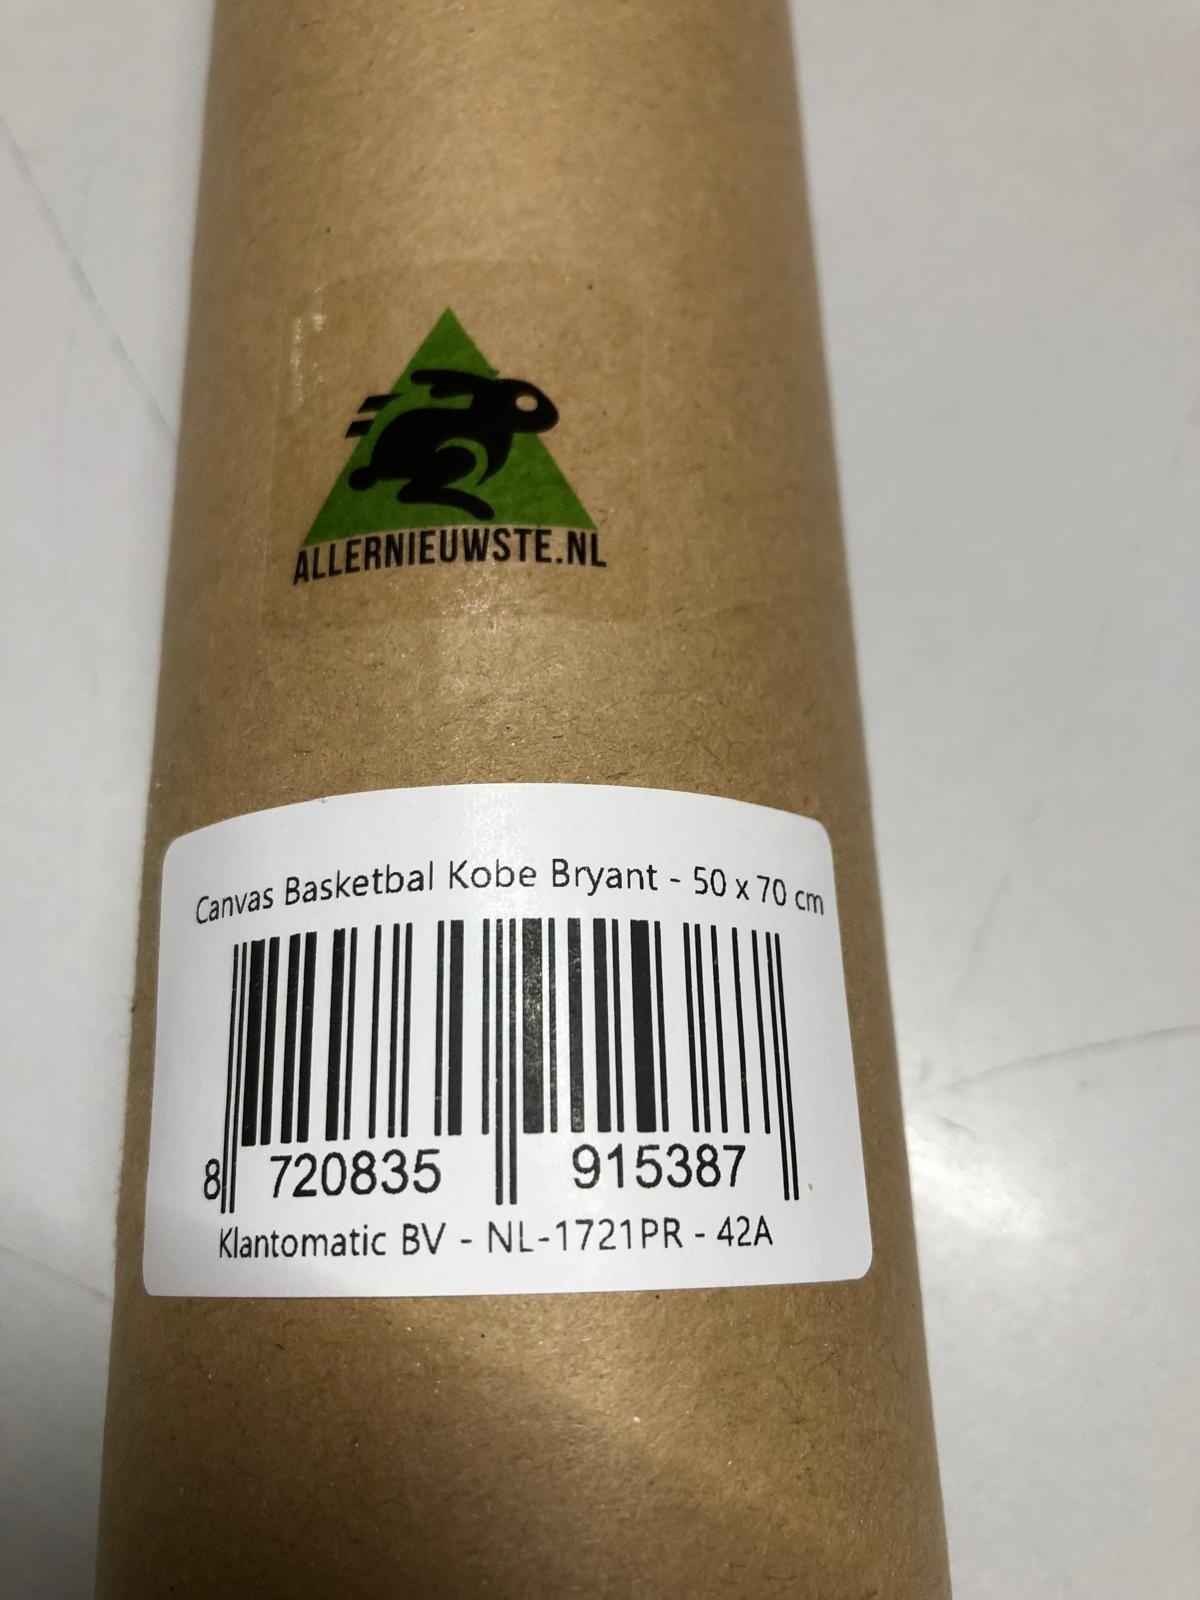 ALLERNIEUWSTE.NL
Canvas Basketbal Kobe Bryant - 50 x 70 cm
8 720835 915387
Klantomatic BV - NL-1721PR - 42A